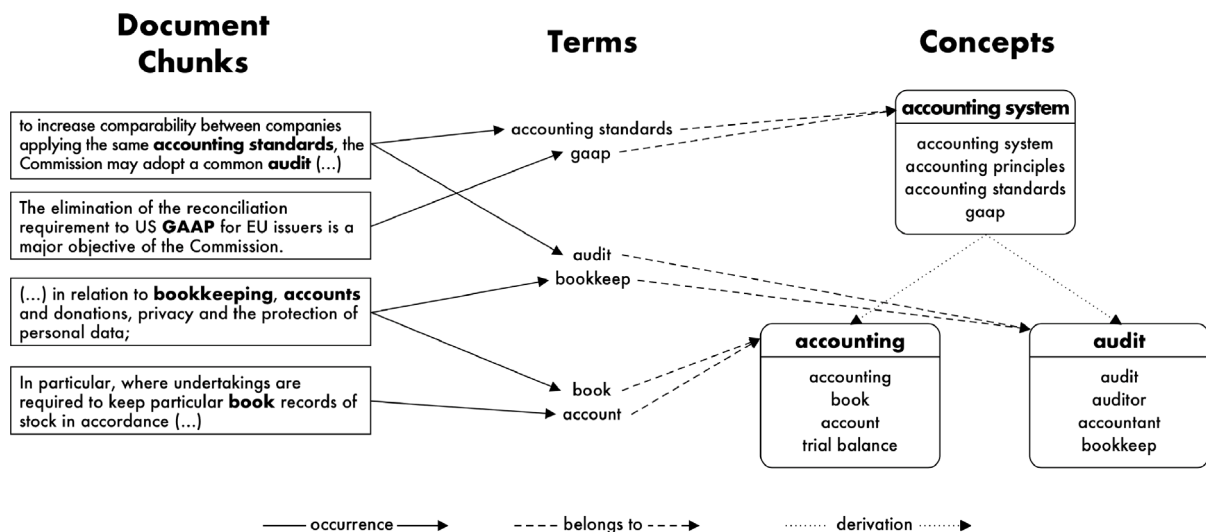 Document
Chunks
Terms
Concepts
to increase comparability between companies
applying the same accounting standards, the
Commission may adopt a common audit (...)
The elimination of the reconciliation
requirement to US GAAP for EU issuers is a
major objective of the Commission.
(...) in relation to bookkeeping, accounts
and donations, privacy and the protection of
personal data;
In particular, where undertakings are
required to keep particular book records of
stock in accordance (...)
accounting standards
gaap
audit
bookkeep
book
account
accounting system
accounting system
accounting principles
accounting standards
gaap
accounting
accounting
book
account
trial balance
audit
audit
auditor
accountant
bookkeep
occurrence
belongs to
derivation